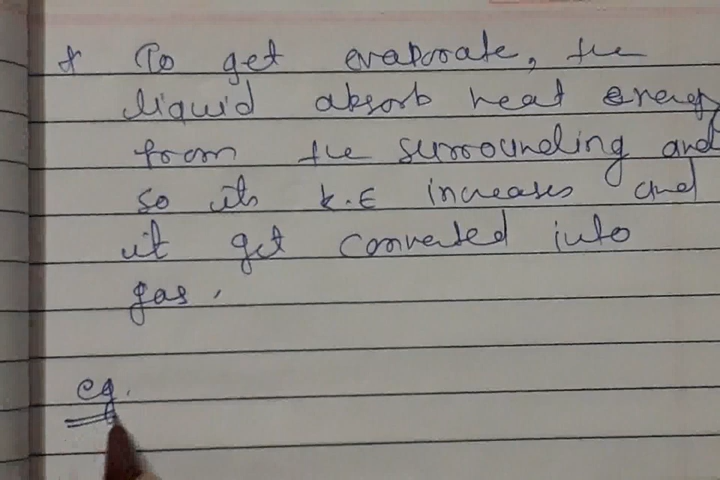 * To get evaporate, the
liquid absorb heat energy
from the surrounding and
so its K.E increases and
it get converted into
gas.
eg.